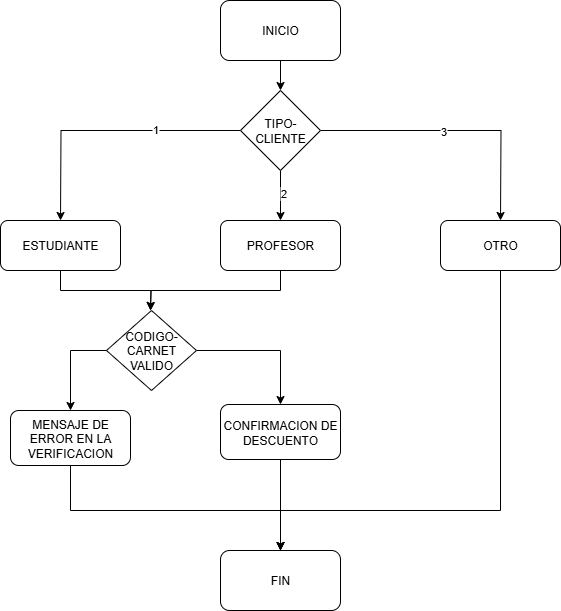 INICIO
TIPO-
CLIENTE
1
3
2
ESTUDIANTE
PROFESOR
OTRO
CODIGO-
CARNET
VALIDO
MENSAJE DE
ERROR EN LA
VERIFICACION
CONFIRMACION DE
DESCUENTO
FIN